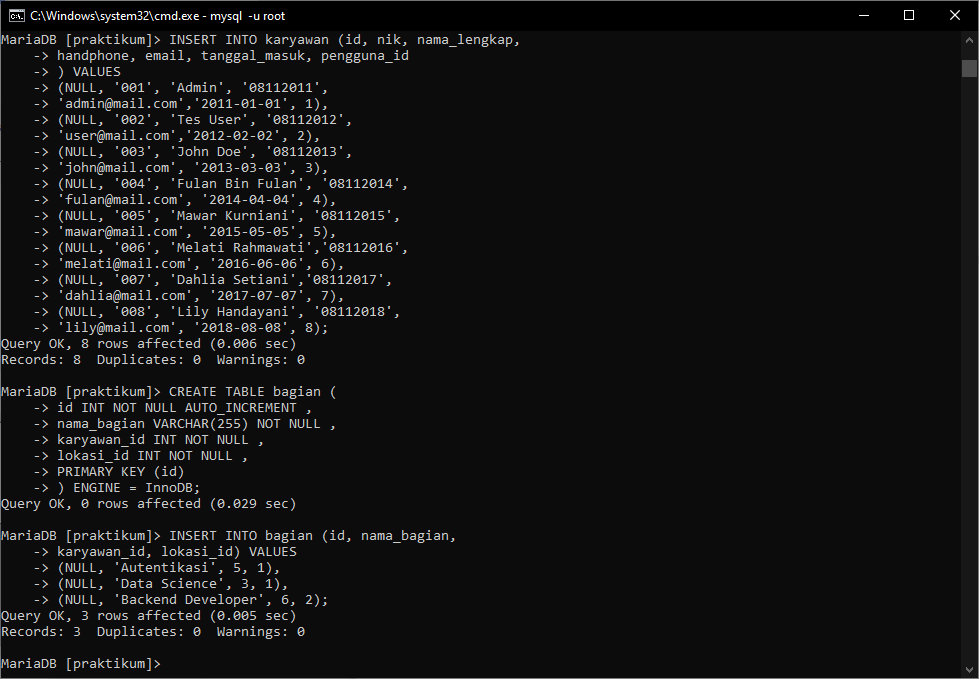 C:\Windows\system32\cmd.exe - mysql -u root
MariaDB [praktikum]> INSERT INTO karyawan (id, nik, nama_lengkap,
    -> handphone, email, tanggal_masuk, pengguna_id
    -> ) VALUES
    -> (NULL, '001', 'Admin', '08112011',
    -> 'admin@mail.com','2011-01-01', 1),
    -> (NULL, '002', 'Tes User', '08112012',
    -> 'user@mail.com','2012-02-02', 2),
    -> (NULL, '003', 'John Doe', '08112013',
    -> 'john@mail.com', '2013-03-03', 3),
    -> (NULL, '004', 'Fulan Bin Fulan', '08112014',
    -> 'fulan@mail.com', '2014-04-04', 4),
    -> (NULL, '005', 'Mawar Kurniani', '08112015',
    -> 'mawar@mail.com', '2015-05-05', 5),
    -> (NULL, '006', 'Melati Rahmawati','08112016',
    -> 'melati@mail.com', '2016-06-06', 6),
    -> (NULL, '007', 'Dahlia Setiani','08112017',
    -> 'dahlia@mail.com', '2017-07-07', 7),
    -> (NULL, '008', 'Lily Handayani', '08112018',
    -> 'lily@mail.com', '2018-08-08', 8);
Query OK, 8 rows affected (0.006 sec)
Records: 8  Duplicates: 0  Warnings: 0
MariaDB [praktikum]> CREATE TABLE bagian (
    -> id INT NOT NULL AUTO_INCREMENT ,
    -> nama_bagian VARCHAR(255) NOT NULL ,
    -> karyawan_id INT NOT NULL ,
    -> lokasi_id INT NOT NULL ,
    -> PRIMARY KEY (id)
    -> ) ENGINE = InnoDB;
Query OK, 0 rows affected (0.029 sec)
MariaDB [praktikum]> INSERT INTO bagian (id, nama_bagian,
    -> karyawan_id, lokasi_id) VALUES
    -> (NULL, 'Autentikasi', 5, 1),
    -> (NULL, 'Data Science', 3, 1),
    -> (NULL, 'Backend Developer', 6, 2);
Query OK, 3 rows affected (0.005 sec)
Records: 3  Duplicates: 0  Warnings: 0
MariaDB [praktikum]>